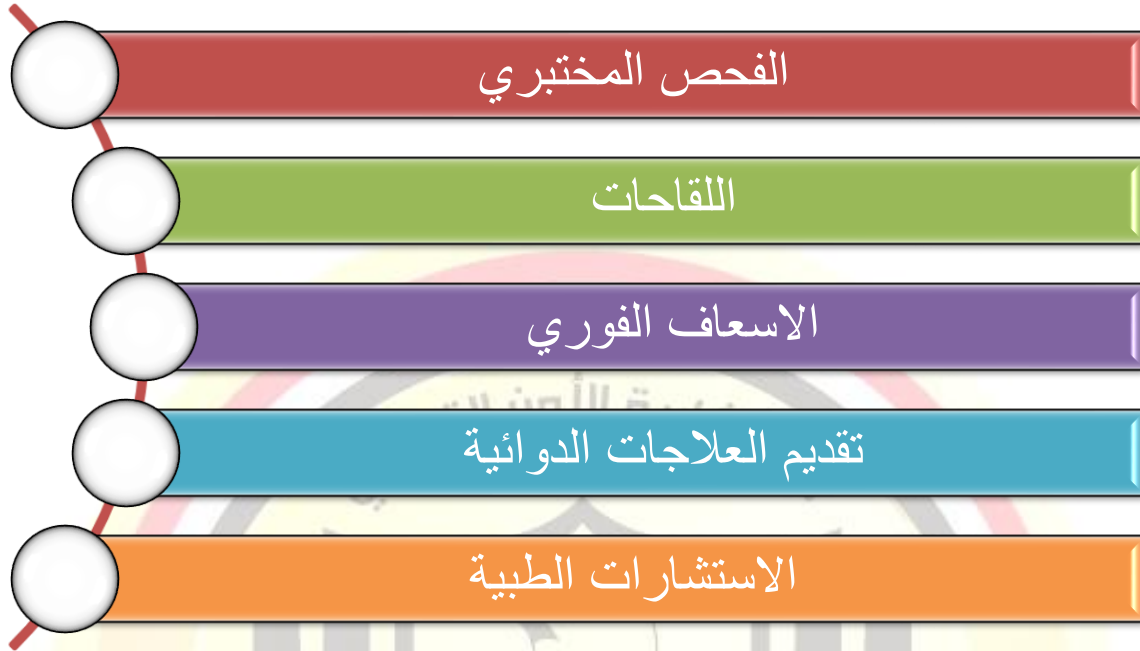 الفحص المختبري
اللقاحات
الاسعاف الفوري
تقديم العلاجات الدوائية
الاستشارات الطبية